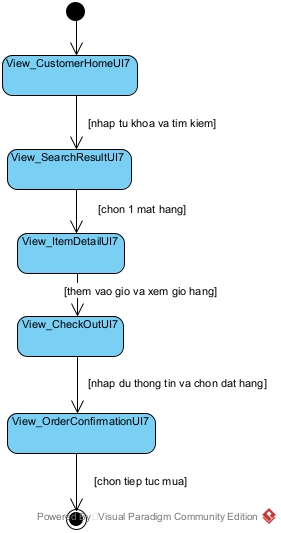 View_CustomerHomeUI7
[nhap tu khoa va tim kiem]
View_SearchResultUI7
[chon 1 mat hang]
View_ItemDetailUI7
[them vao gio va xem gio hang]
View_CheckOutUI7
[nhap du thong tin va chon dat hang]
View_OrderConfirmationUI7
[chon tiep tuc mua]
Powered By Visual Paradigm Community Edition